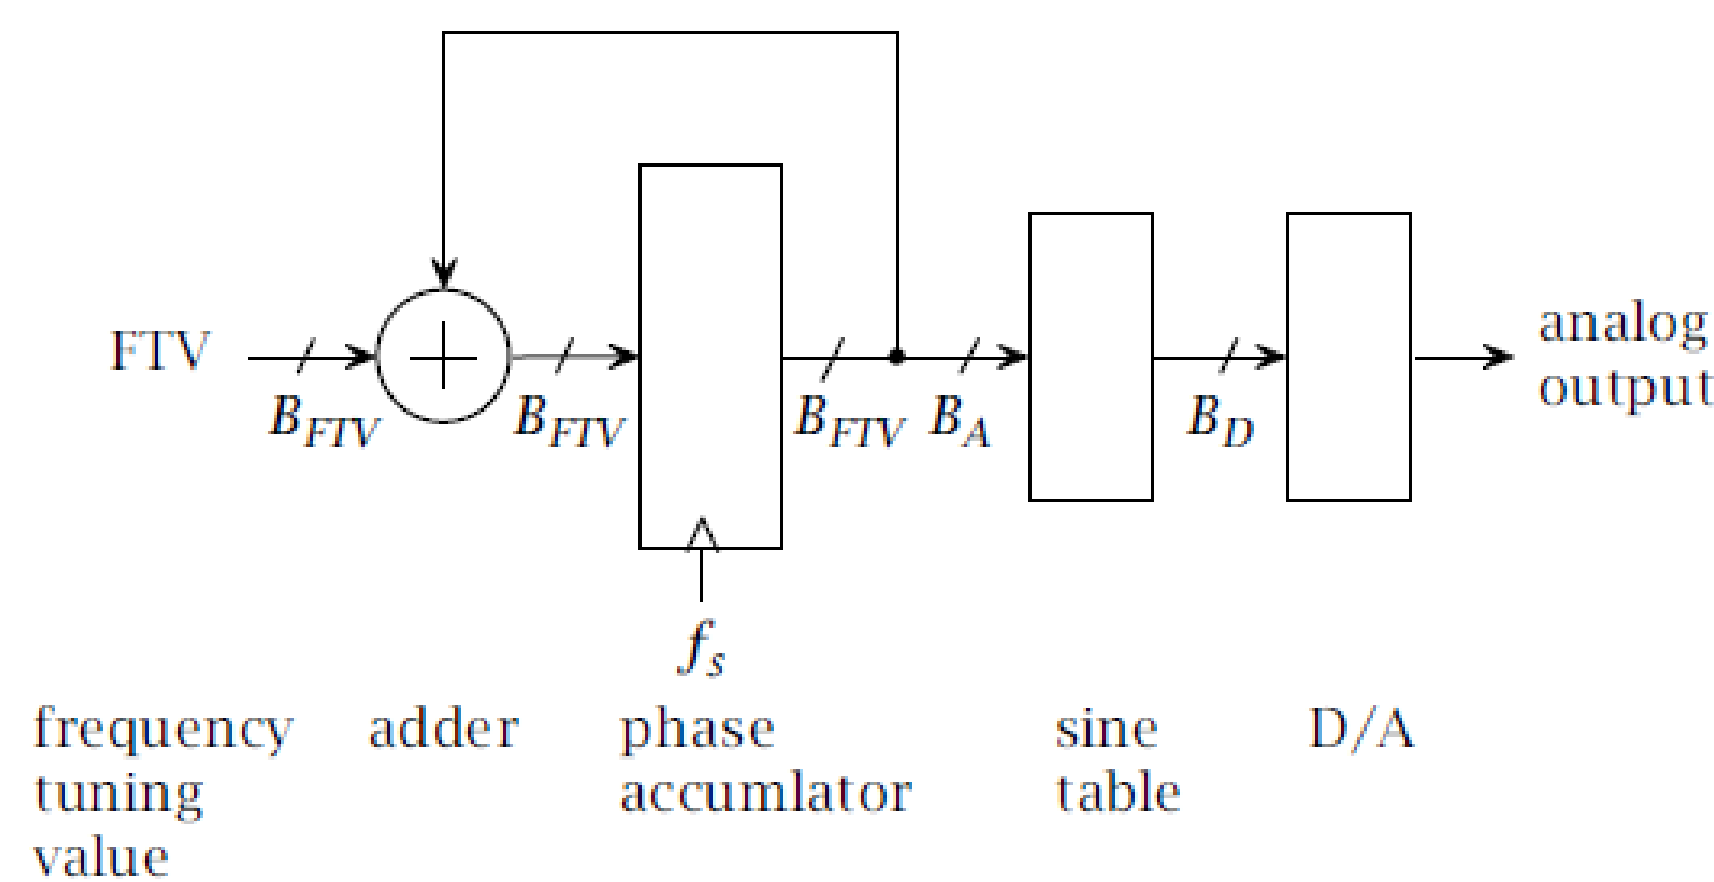 FTV
B_FTV
B_FTV
B_FTV
B_A
B_D
analog
output
f_s
frequency
tuning
value
adder
phase
accumlator
sine
table
D/A